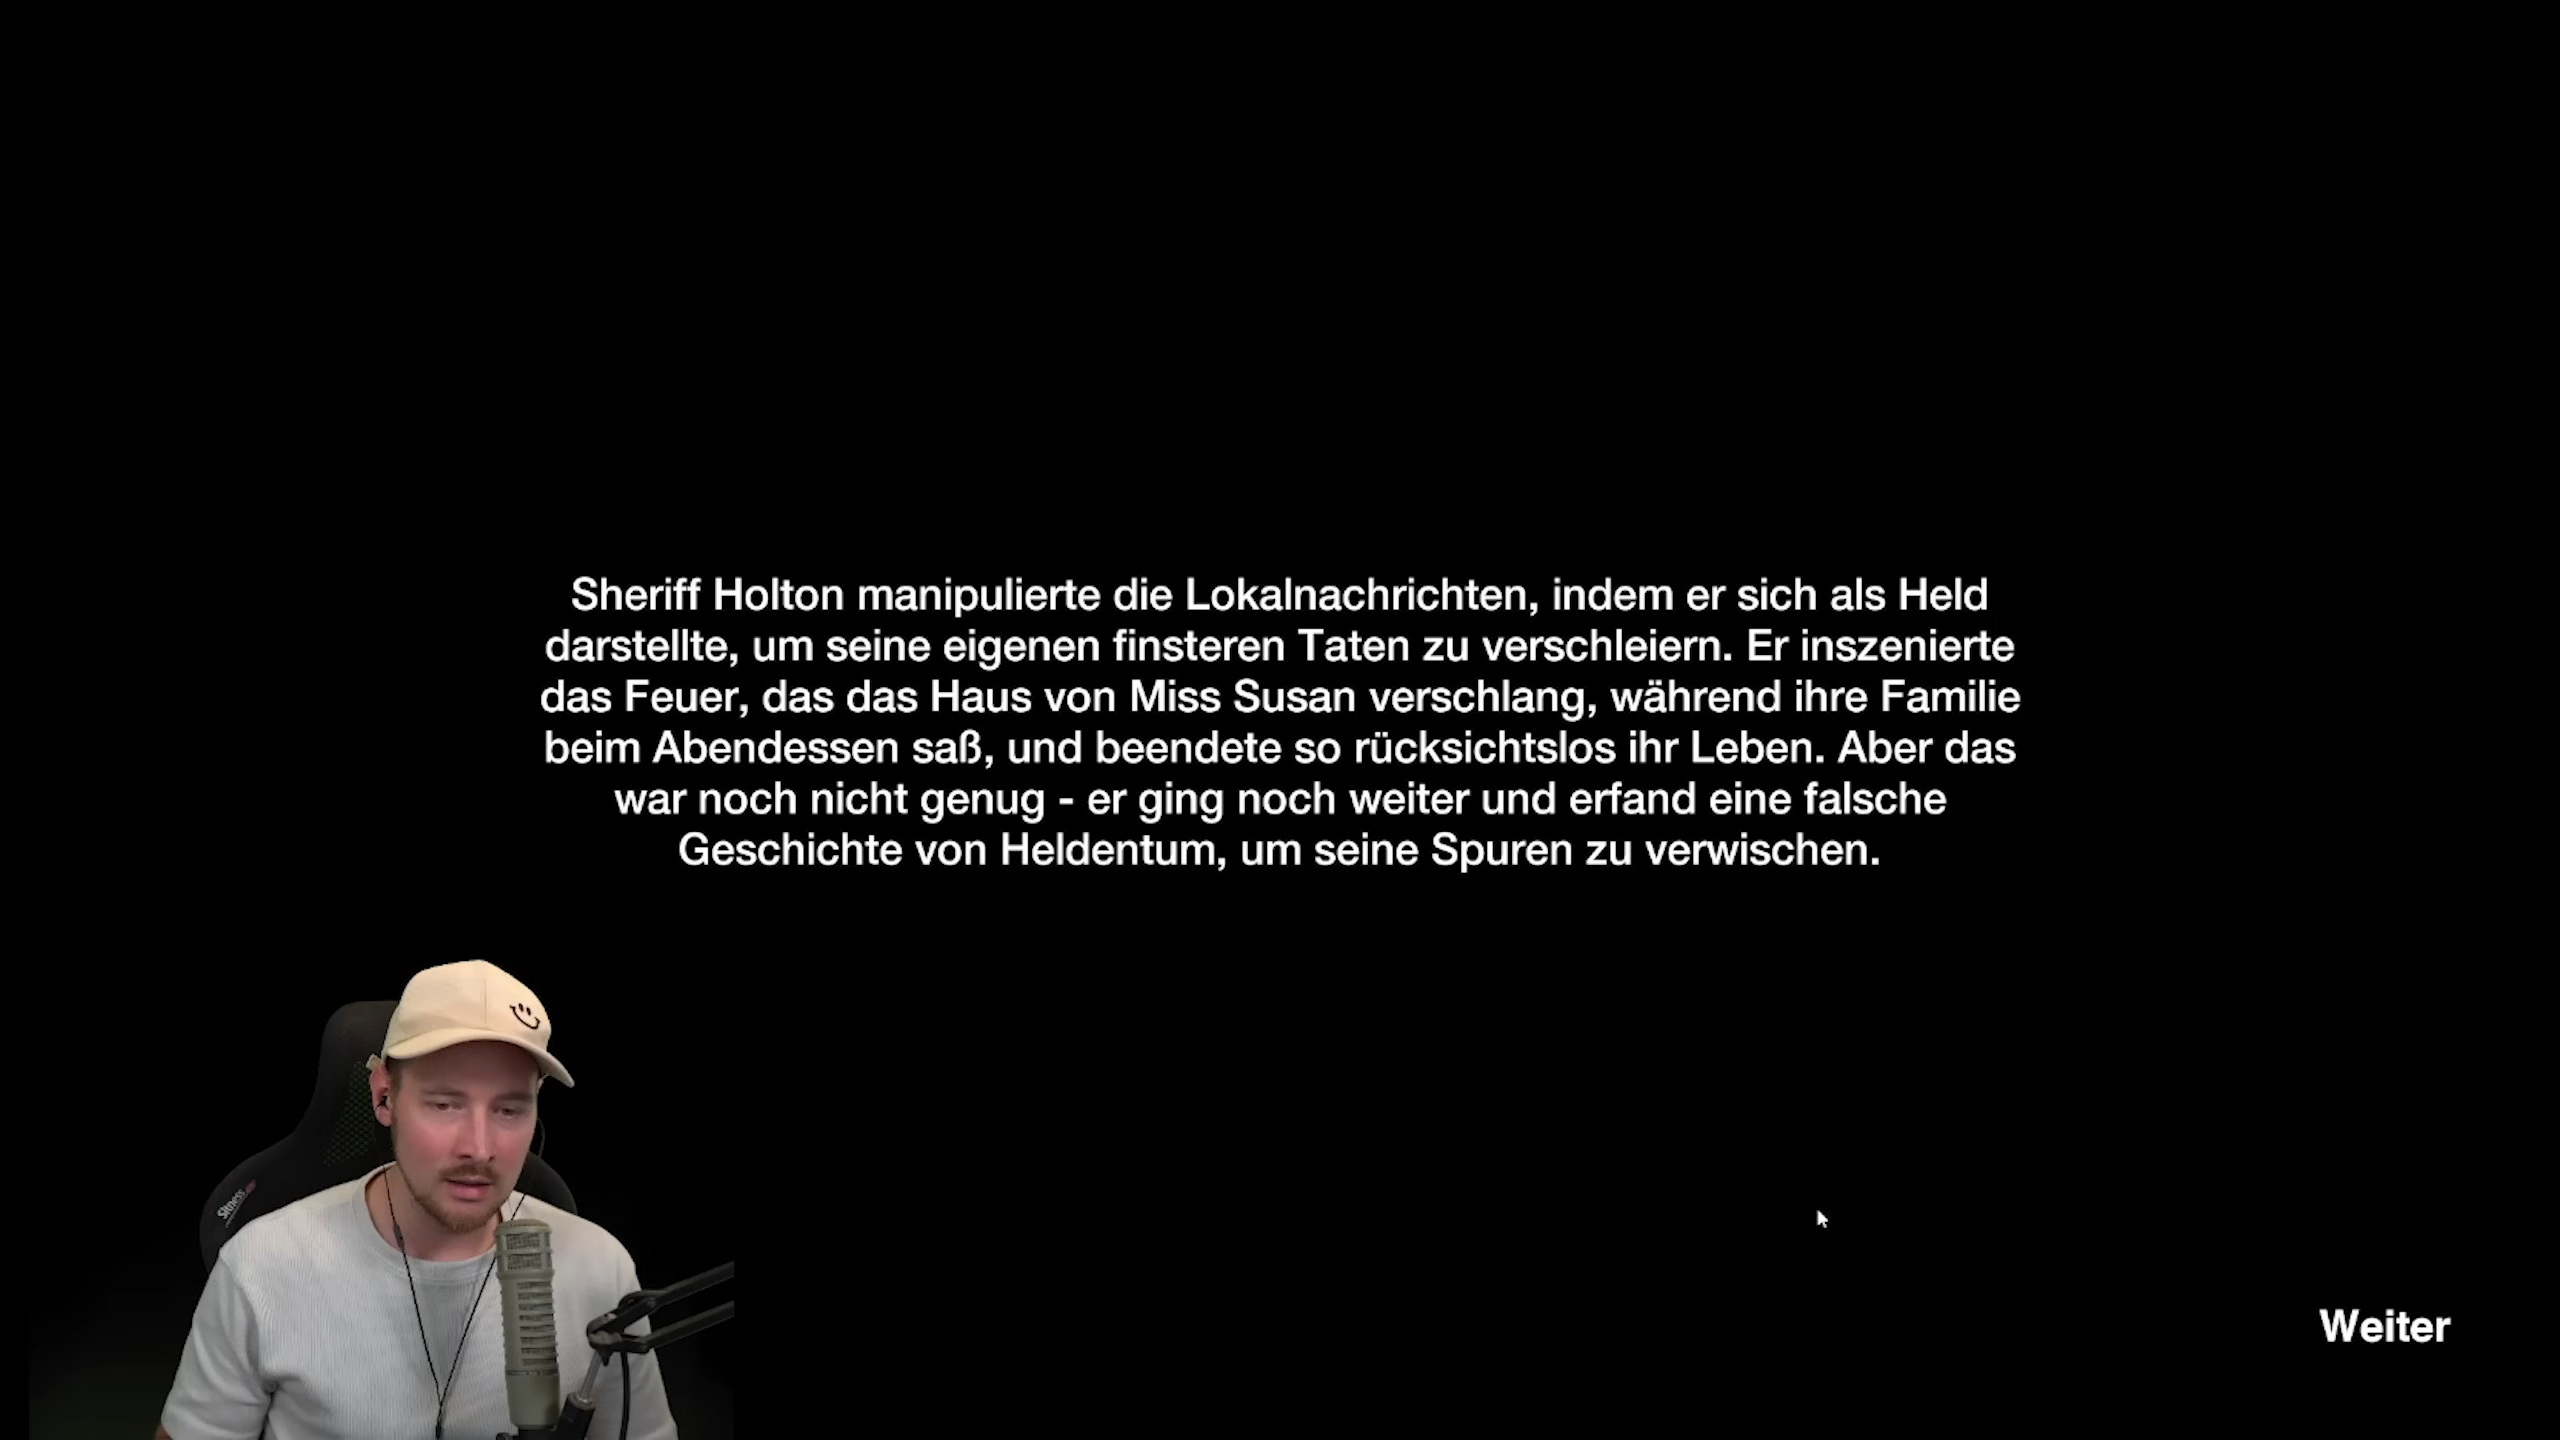 Sheriff Holton manipulierte die Lokalnachrichten, indem er sich als Held
darstellte, um seine eigenen finsteren Taten zu verschleiern. Er inszenierte
das Feuer, das das Haus von Miss Susan verschlang, während ihre Familie
beim Abendessen saß, und beendete so rücksichtslos ihr Leben. Aber das
war noch nicht genug - er ging noch weiter und erfand eine falsche
Geschichte von Heldentum, um seine Spuren zu verwischen.
Sitness
Weiter